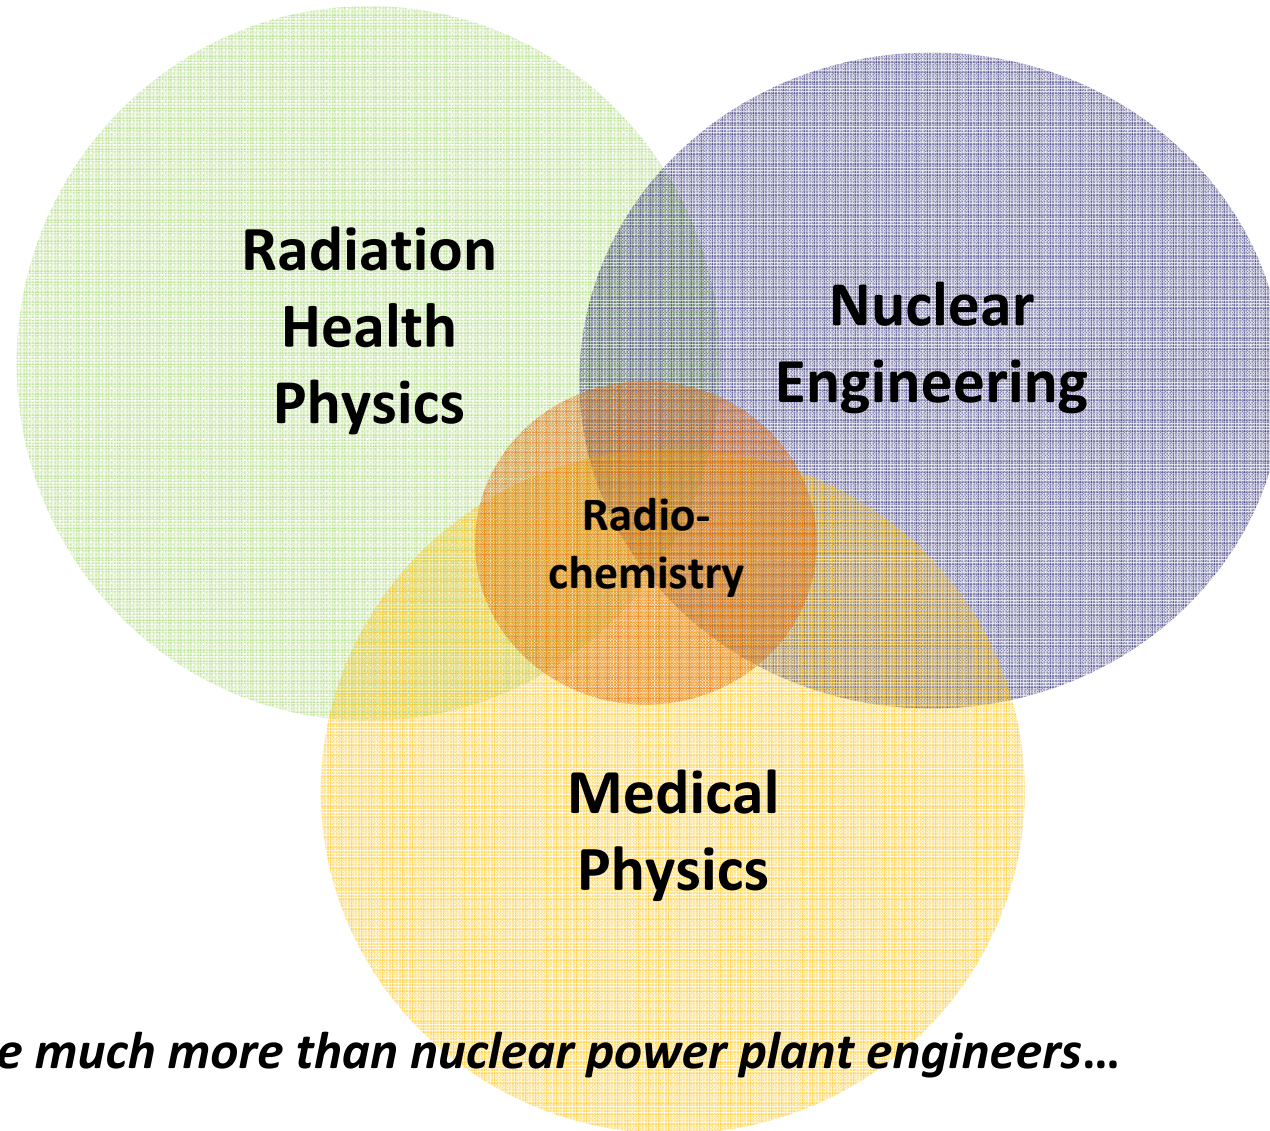 Radiation
Health
Physics
Nuclear
Engineering
Radio-
chemistry
Medical
Physics
e much more than nuclear power plant engineers…